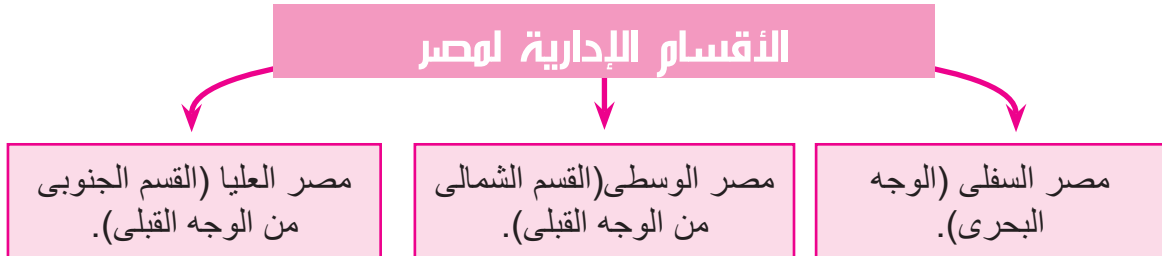 الأقسام الإدارية لمصر
مصر السفلى (الوجه
البحرى).
مصر الوسطى(القسم الشمالى
من الوجه القبلى).
مصر العليا (القسم الجنوبى
من الوجه القبلى).